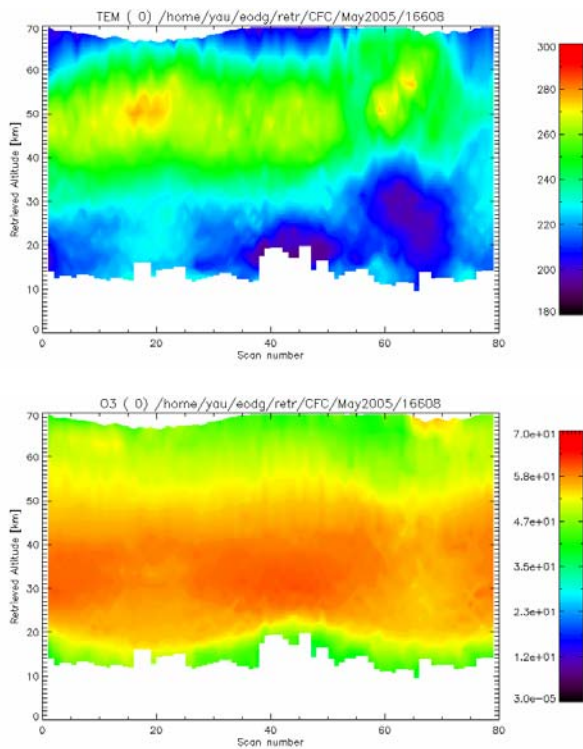 TEM ( 0) /home/yau/eodg/retr/CFC/May2005/16608
70
60
50
40
30
20
10
0
Retrieved Altitude [km]
0 20 40 60 80
Scan number
300
280
260
240
220
200
180
O3 ( 0) /home/yau/eodg/retr/CFC/May2005/16608
70
60
50
40
30
20
10
0
Retrieved Altitude [km]
0 20 40 60 80
Scan number
7.0e+01
5.8e+01
4.7e+01
3.5e+01
2.3e+01
1.2e+01
3.0e-05